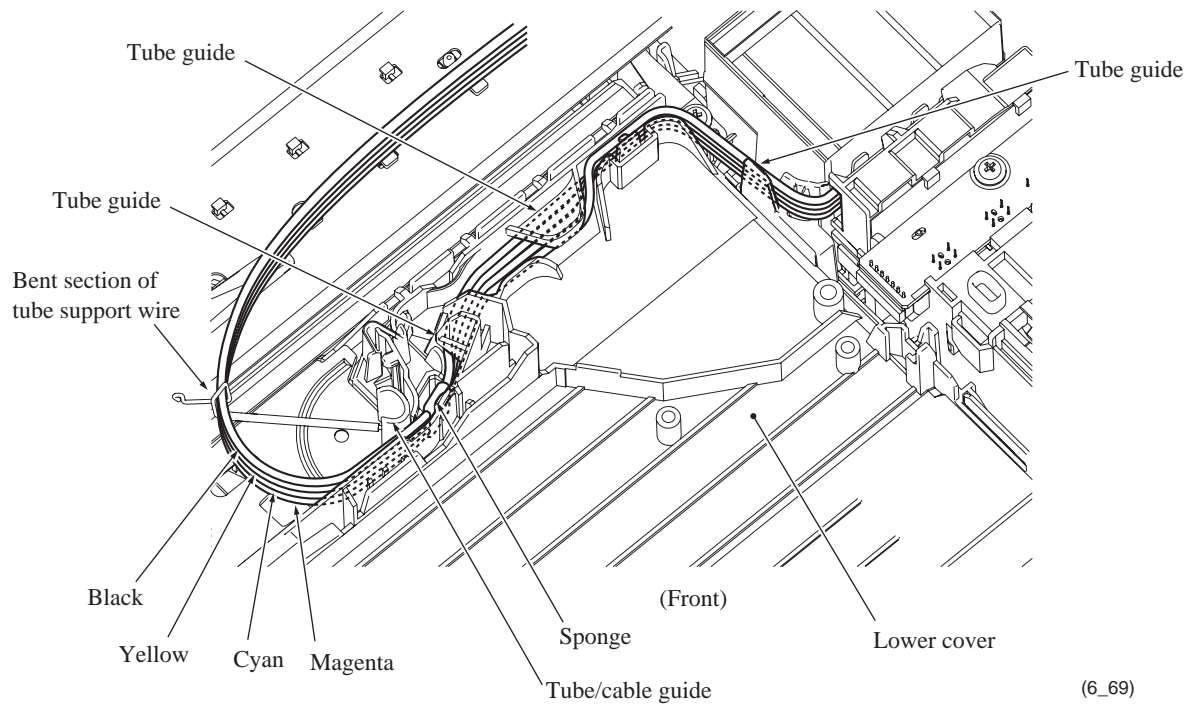 Tube guide
Tube guide
Tube guide
Bent section of
tube support wire
Black
Yellow
Cyan
Magenta
(Front)
Sponge
Tube/cable guide
Lower cover
(6_69)